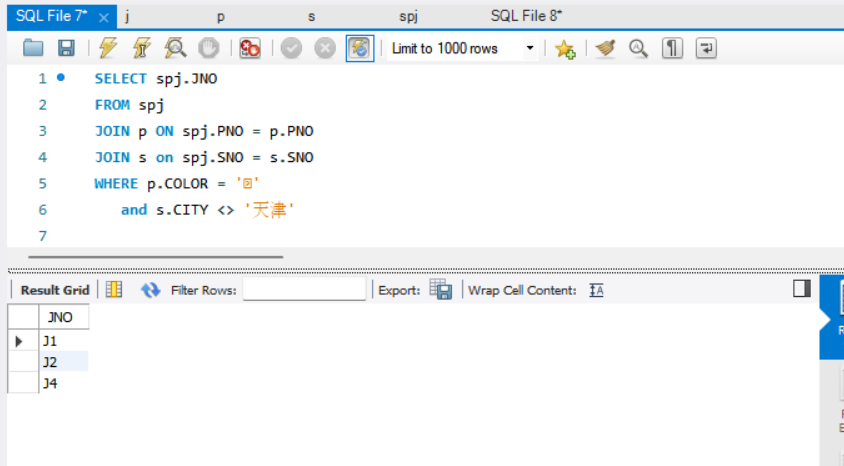 SQL File 7* × j p s spj SQL File 8*
Limit to 1000 rows
1 SELECT spj.JNO
2 FROM spj
3 JOIN p ON spj.PNO = p.PNO
4 JOIN s on spj.SNO = s.SNO
5 WHERE p.COLOR = ''
6 and s.CITY <> '天津'
7
Result Grid Filter Rows: Export: Wrap Cell Content: IA
JNO
J1
J2
J4